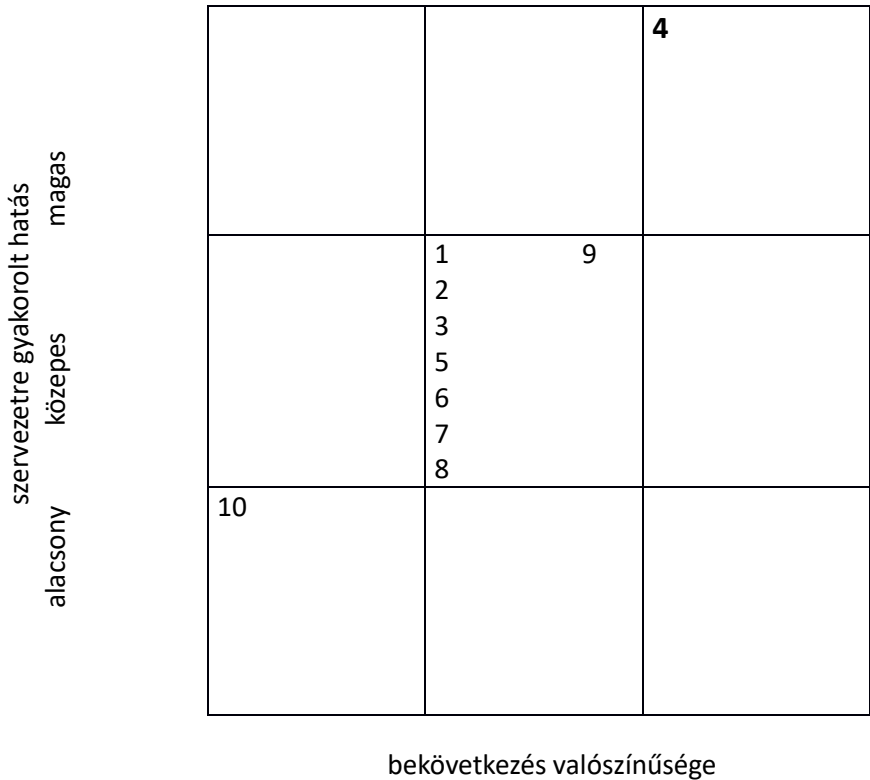 4
szervezetre gyakorolt hatás
magas
közepes
alacsony
1 9
2
3
5
6
7
8
10
bekövetkezés valószínűsége